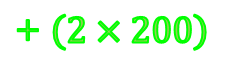 + (2 × 200)